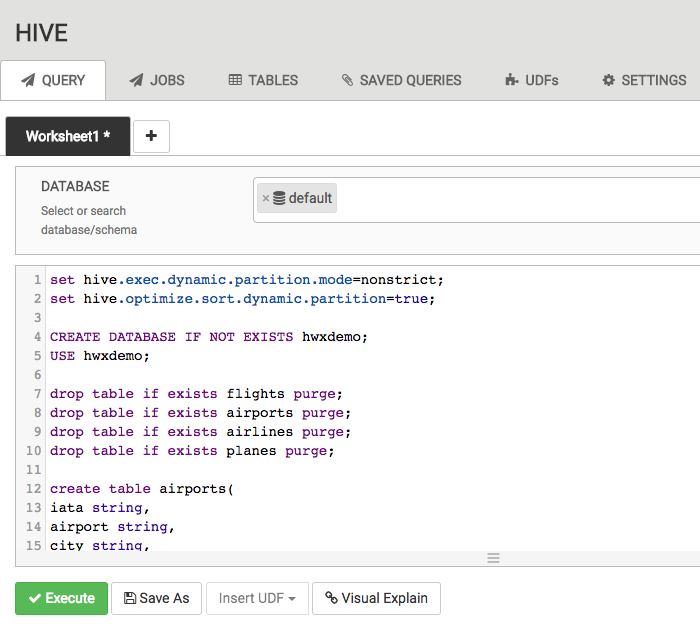 HIVE
QUERY JOBS TABLES SAVED QUERIES UDFs SETTINGS
Worksheet1 * +
DATABASE
Select or search
database/schema
× default
1 set hive.exec.dynamic.partition.mode=nonstrict;
2 set hive.optimize.sort.dynamic.partition=true;
3
4 CREATE DATABASE IF NOT EXISTS hwxdemo;
5 USE hwxdemo;
6
7 drop table if exists flights purge;
8 drop table if exists airports purge;
9 drop table if exists airlines purge;
10 drop table if exists planes purge;
11
12 create table airports(
13 iata string,
14 airport string,
15 city string,
Execute Save As Insert UDF Visual Explain